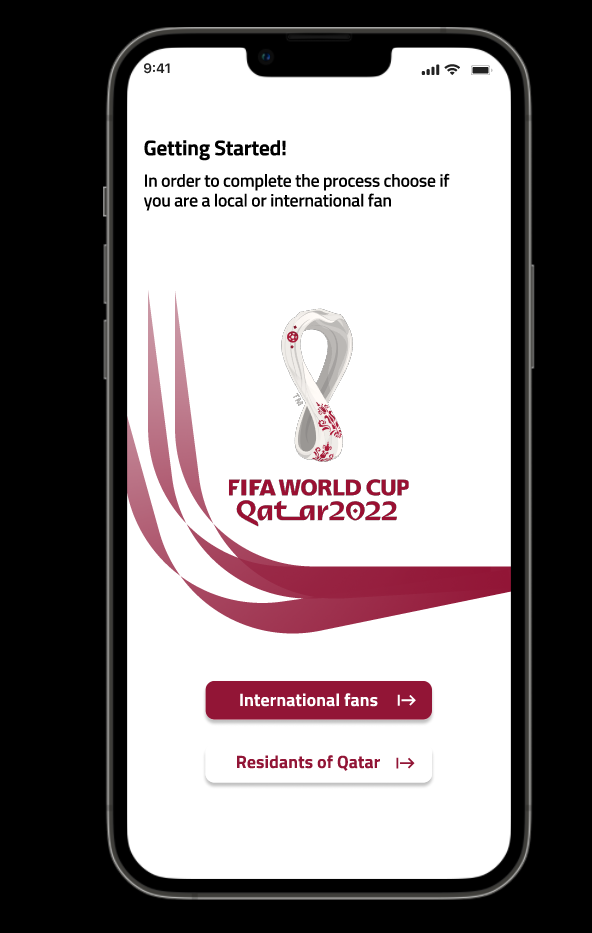 9:41
Getting Started!
In order to complete the process choose if
you are a local or international fan
TM
FIFA WORLD CUP
Qatar2022
International fans
Residants of Qatar